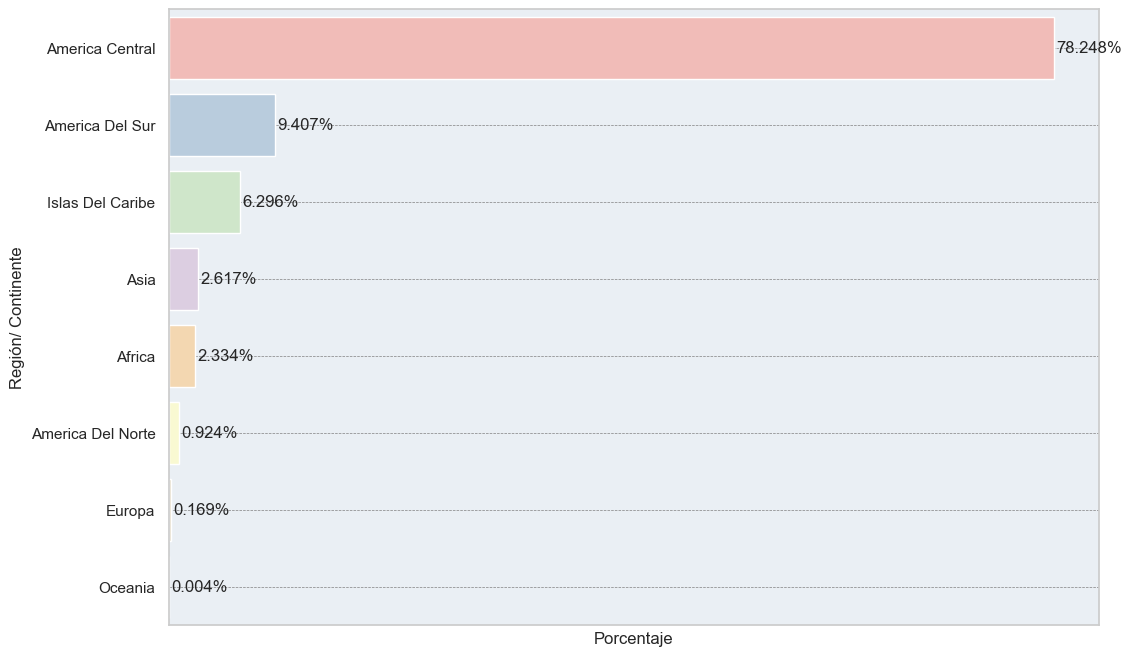 America Central 78.248%
America Del Sur 9.407%
Islas Del Caribe 6.296%
Asia 2.617%
Africa 2.334%
America Del Norte 0.924%
Europa 0.169%
Oceania 0.004%
Región/ Continente
Porcentaje